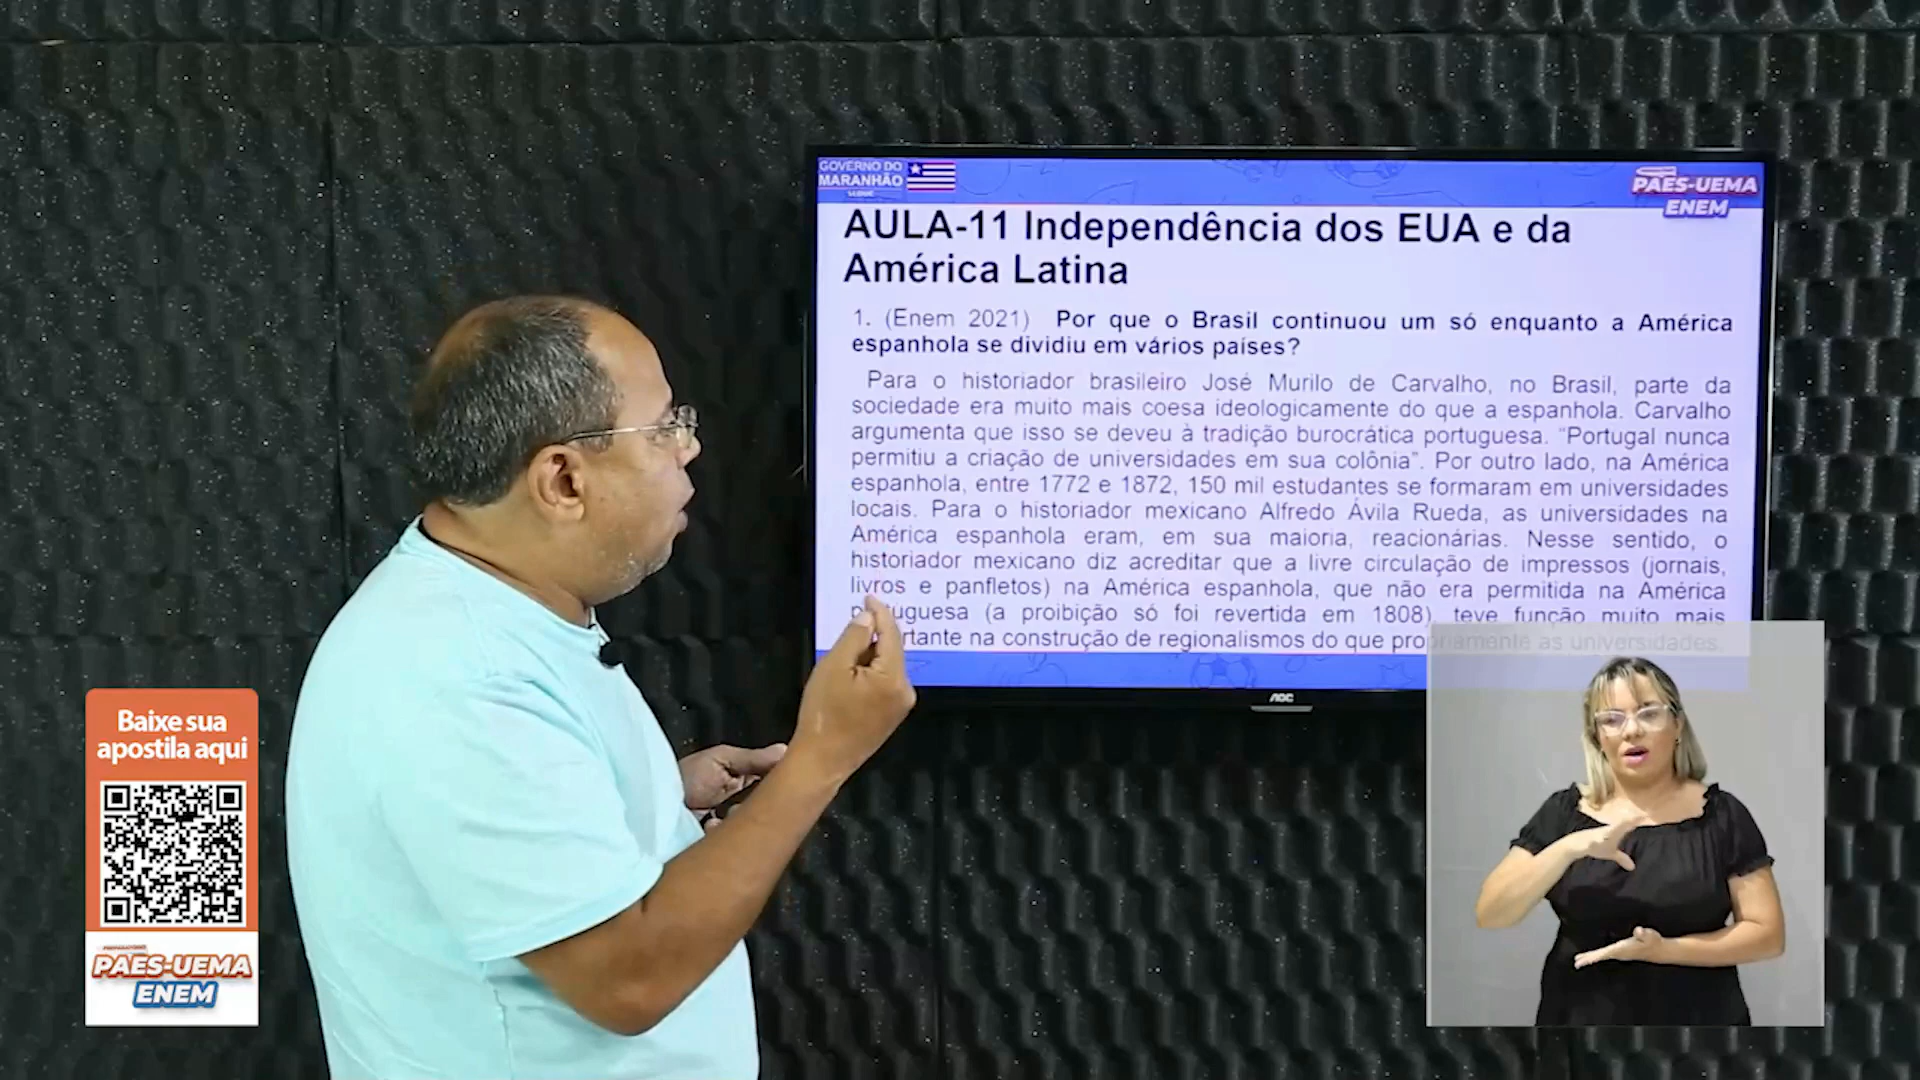 GOVERNO DO
MARANHÃO
PAES-UEMA
ENEM
AULA-11 Independência dos EUA e da
América Latina
1. (Enem 2021) Por que o Brasil continuou um só enquanto a América
espanhola se dividiu em vários países?
Para o historiador brasileiro José Murilo de Carvalho, no Brasil, parte da
sociedade era muito mais coesa ideologicamente do que a espanhola. Carvalho
argumenta que isso se deveu à tradição burocrática portuguesa. “Portugal nunca
permitiu a criação de universidades em sua colônia”. Por outro lado, na América
espanhola, entre 1772 e 1872, 150 mil estudantes se formaram em universidades
locais. Para o historiador mexicano Alfredo Ávila Rueda, as universidades na
América espanhola eram, em sua maioria, reacionárias. Nesse sentido, o
historiador mexicano diz acreditar que a livre circulação de impressos (jornais,
livros e panfletos) na América espanhola, que não era permitida na América
uguesa (a proibição só foi revertida em 1808), teve função muito mais
rtante na construção de regionalismos do que propriamente as universidades.
AOC
Baixe sua
apostila aqui
PAES-UEMA
ENEM